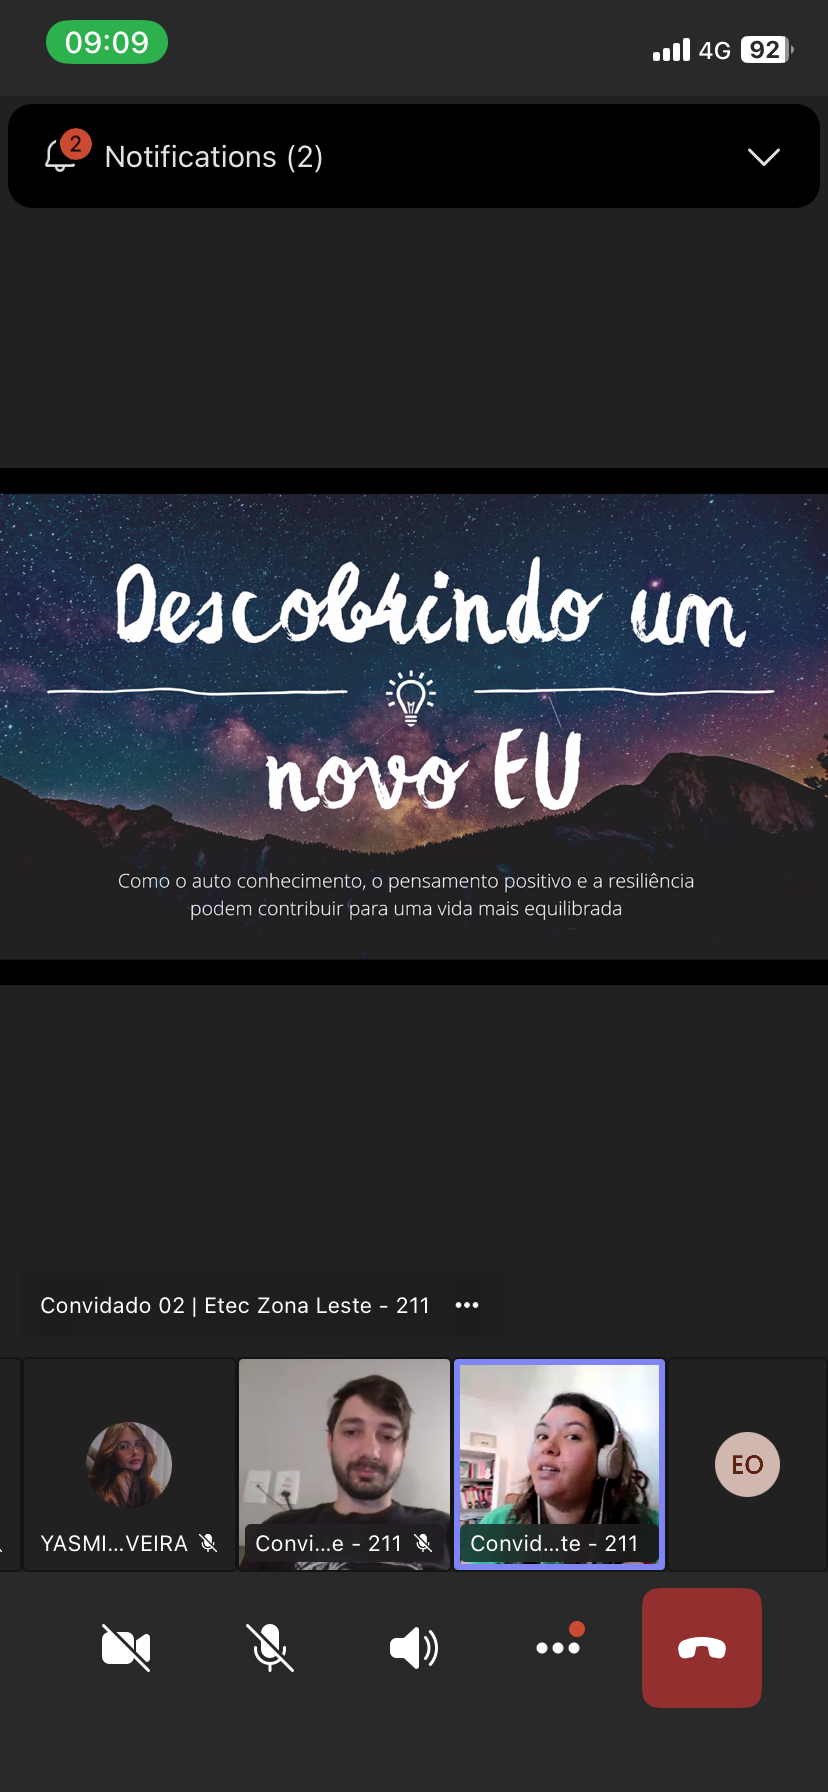 09:09
4G
92
2
Notifications (2)
Descobrindo um
novo EU
Como o auto conhecimento, o pensamento positivo e a resiliência
podem contribuir para uma vida mais equilibrada
Convidado 02 | Etec Zona Leste - 211
YASMI...VEIRA
Convi...e - 211
Convid...te - 211
EO